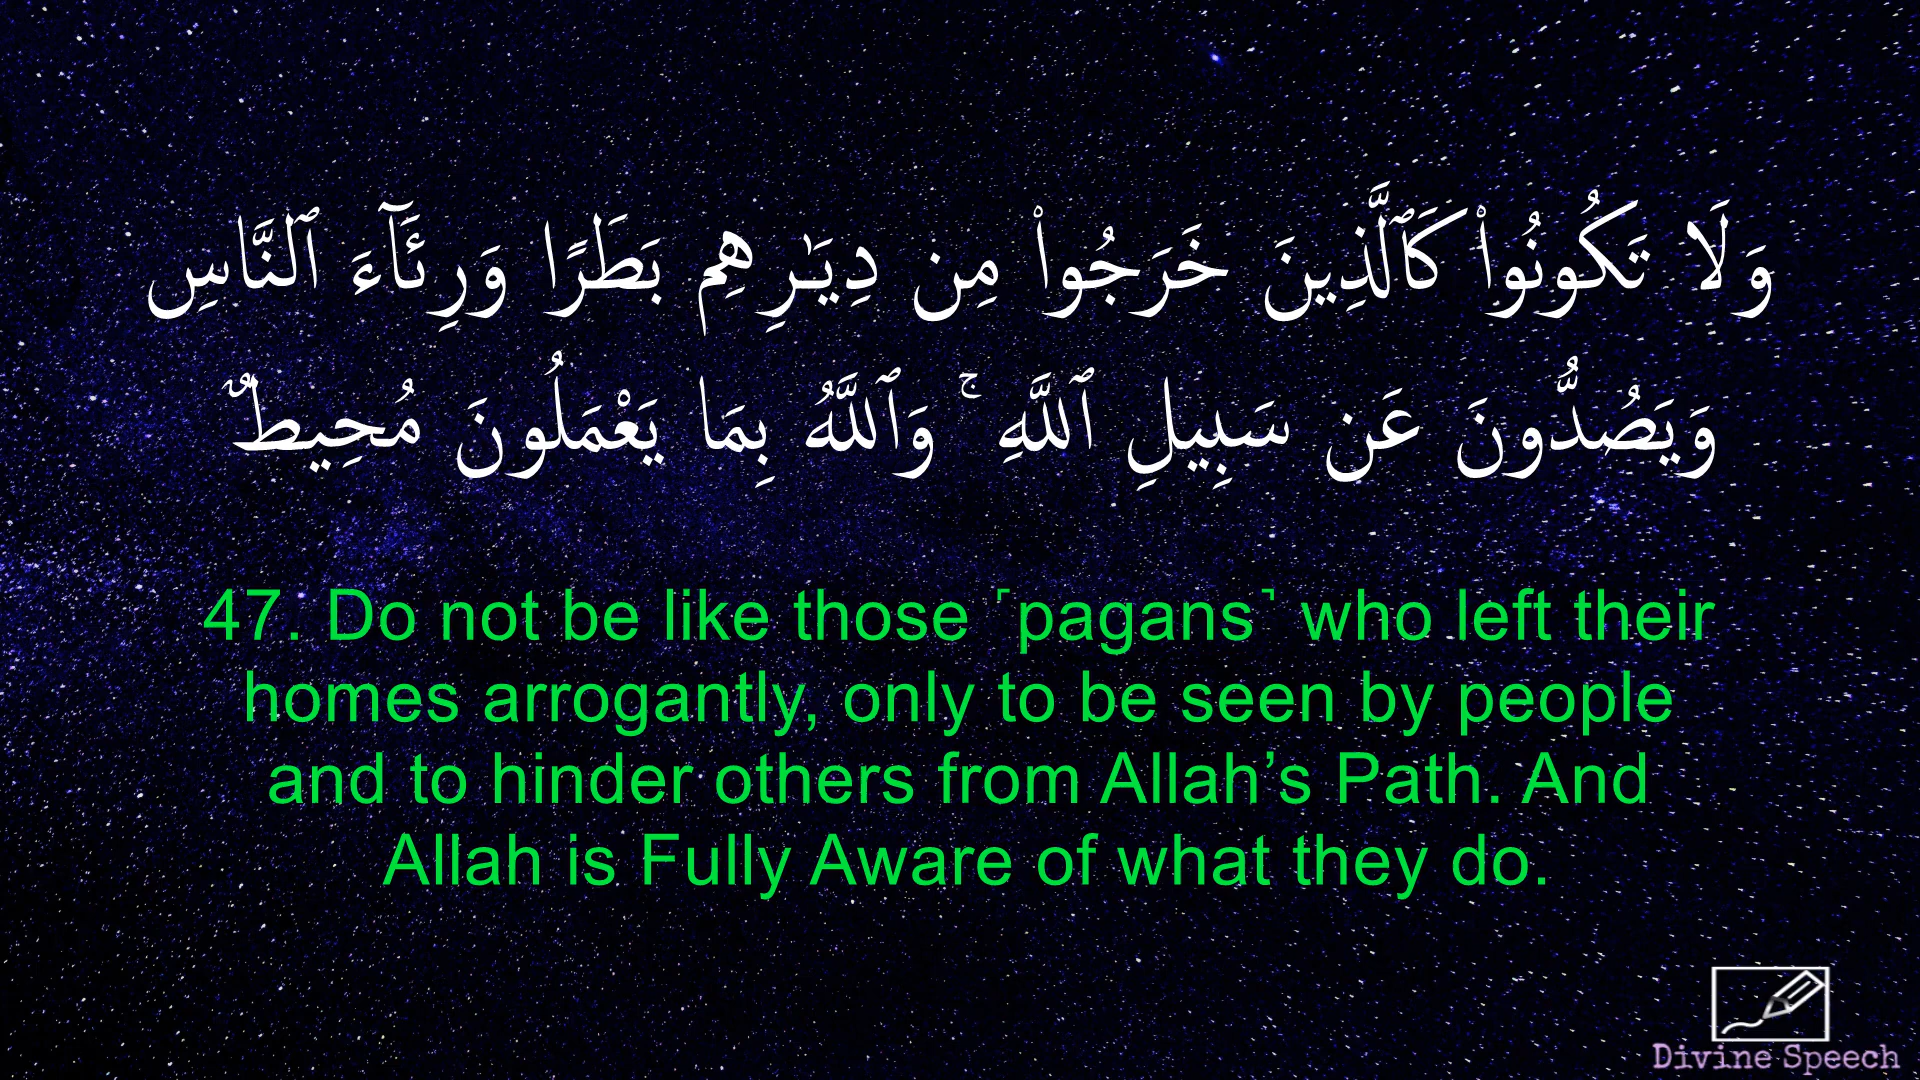 وَلَا تَكُونُوا۟ كَٱلَّذِينَ خَرَجُوا۟ مِن دِيَـٰرِهِم بَطَرًا وَرِئَآءَ ٱلنَّاسِ
وَيَصُدُّونَ عَن سَبِيلِ ٱللَّهِ ۚ وَٱللَّهُ بِمَا يَعْمَلُونَ مُحِيطٌ
47. Do not be like those ˹pagans˺ who left their
homes arrogantly, only to be seen by people
and to hinder others from Allah’s Path. And
Allah is Fully Aware of what they do.
Divine Speech